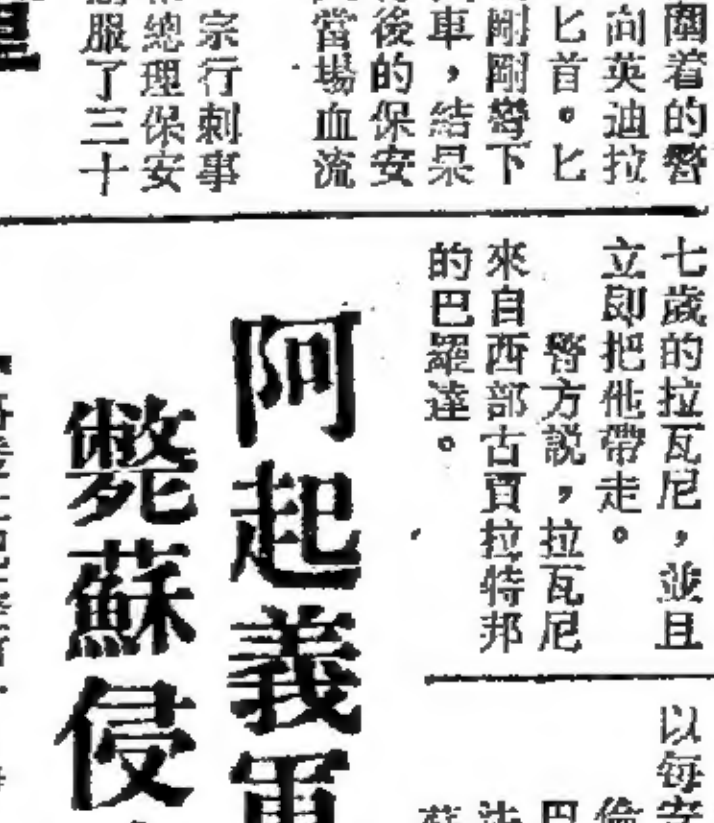 圍着的警
向英迪拉
匕首。匕
剛剛彎下
車，結果
後的保安
當場血流
宗行刺事
總理保安
服了三十
七歲的拉瓦尼，並且
立即把他帶走。
警方說，拉瓦尼
來自西部古賈拉特邦
的巴羅達。
阿起義軍
斃蘇侵
以每